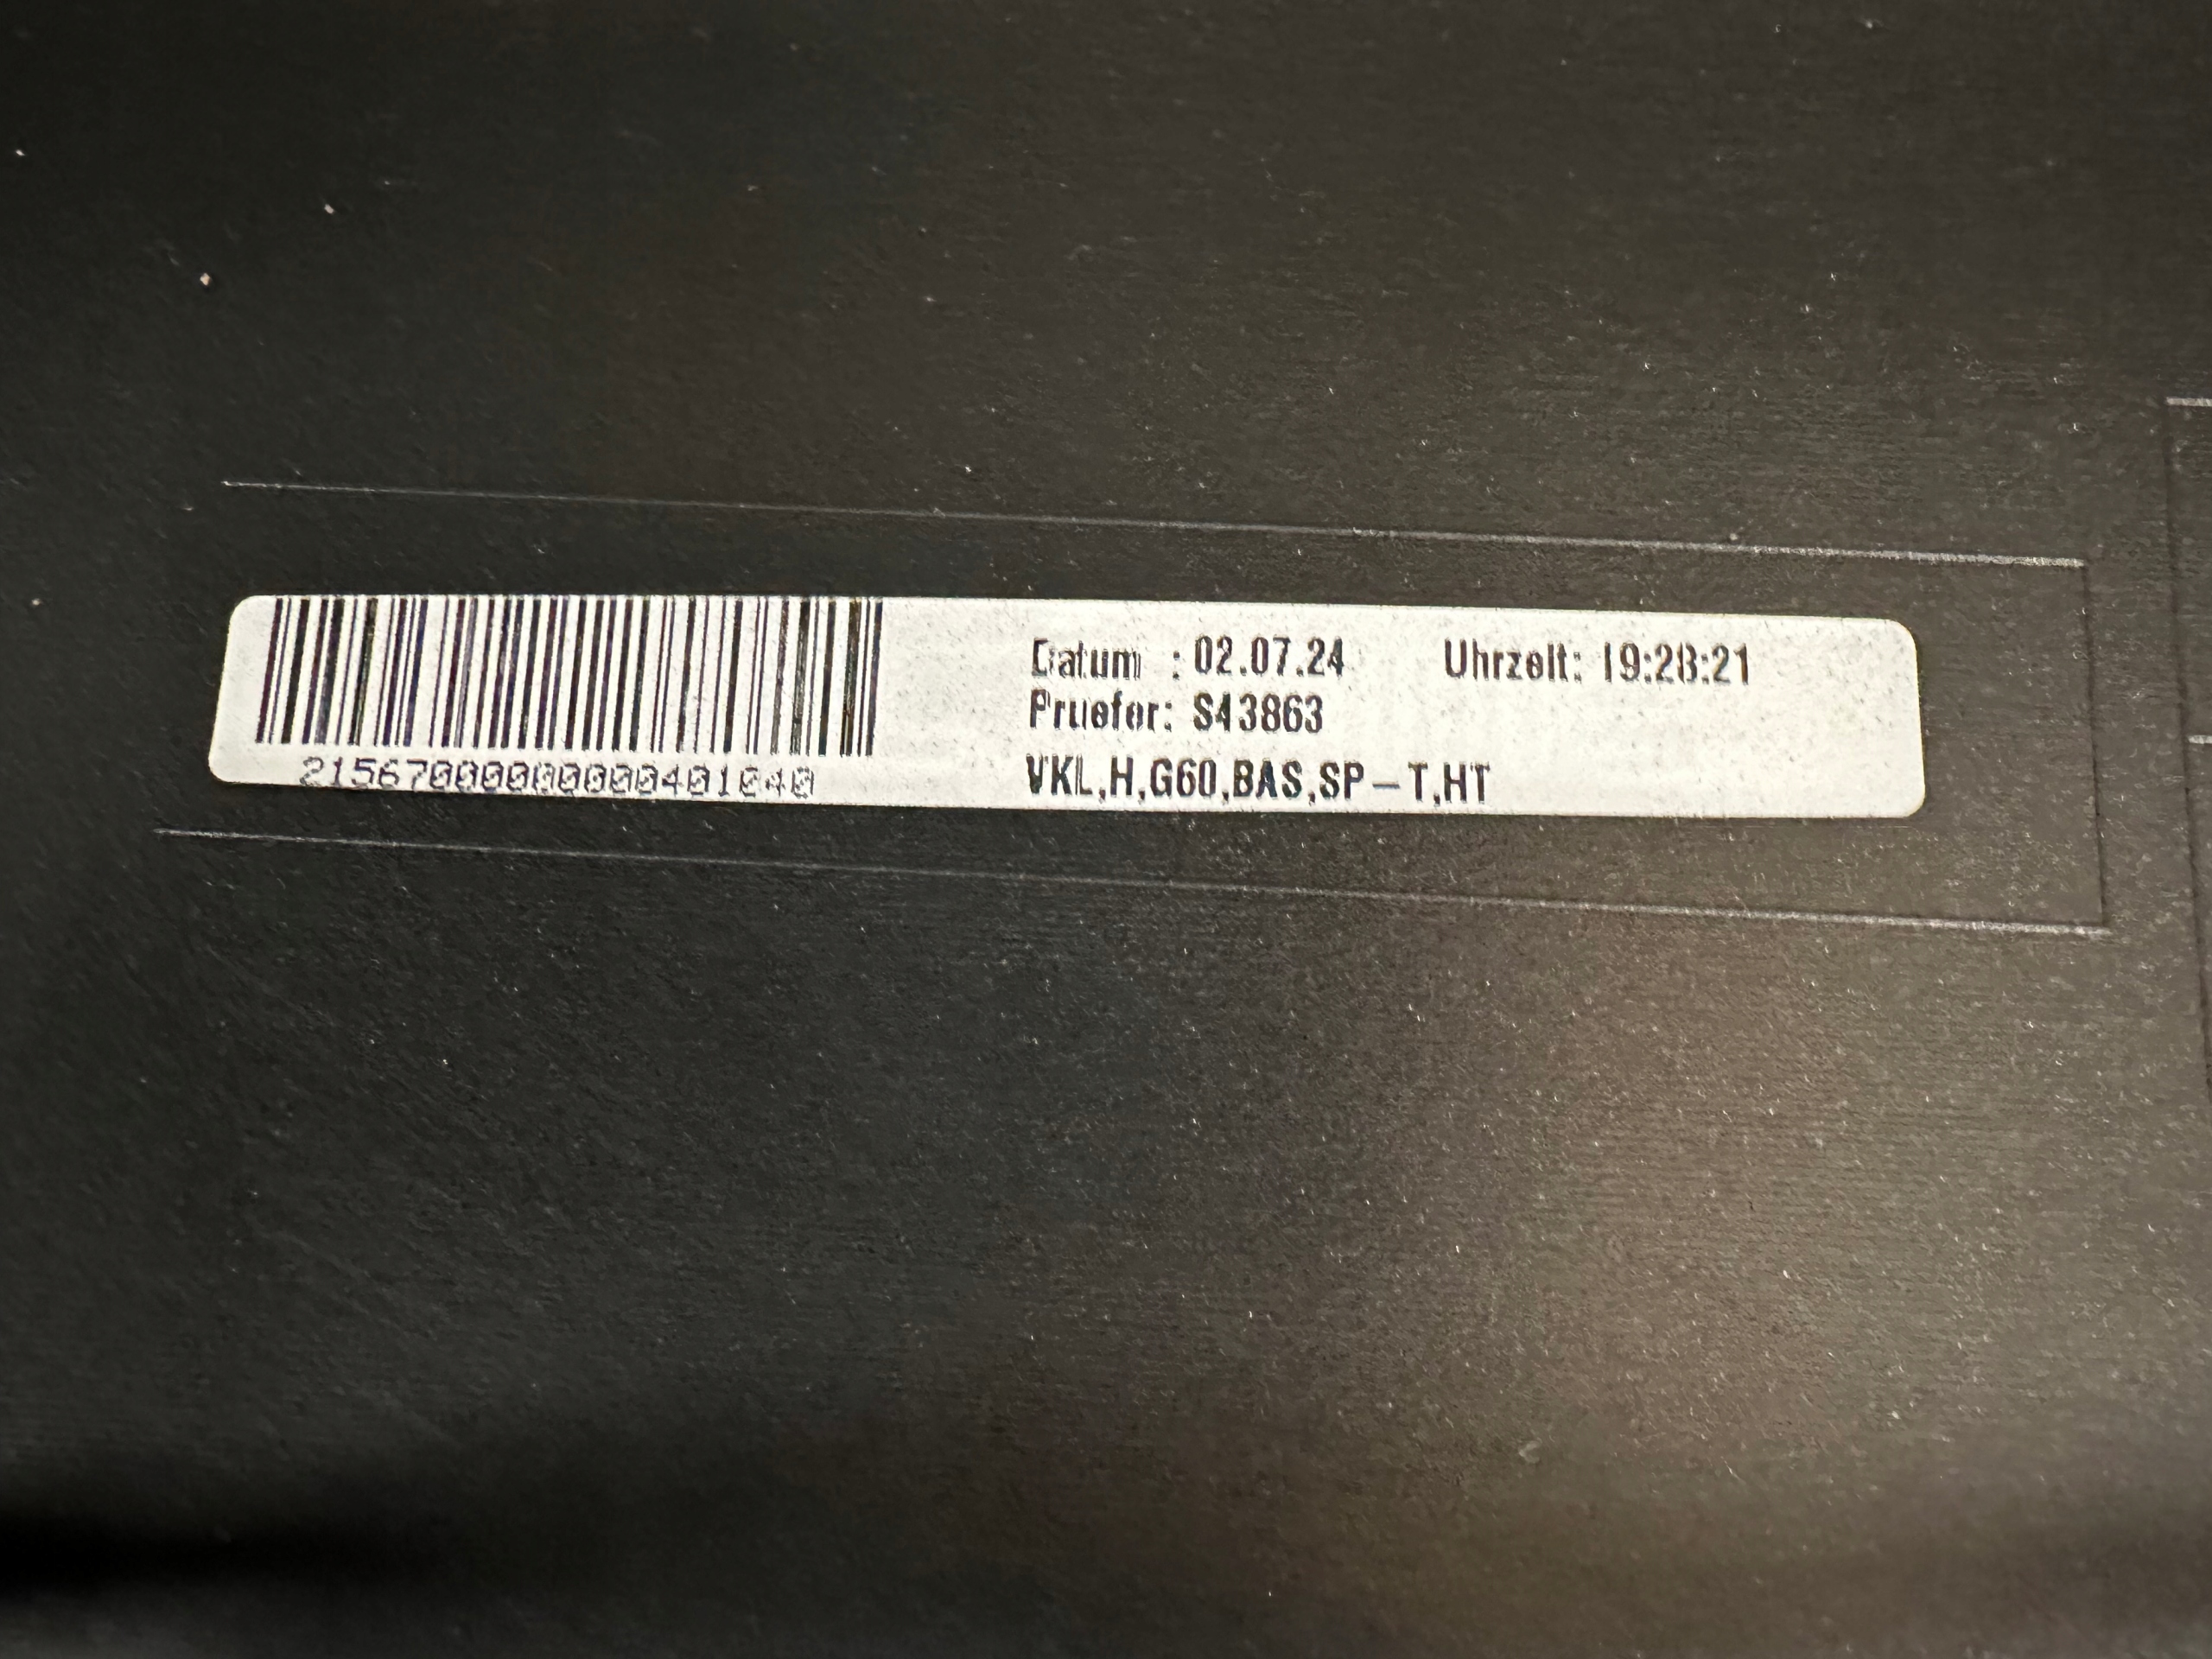 Datum : 02.07.24 Uhrzeit: 19:28:21
Pruefer: S43863
VKL,H,G60,BAS,SP-T,HT
21567000000000401040